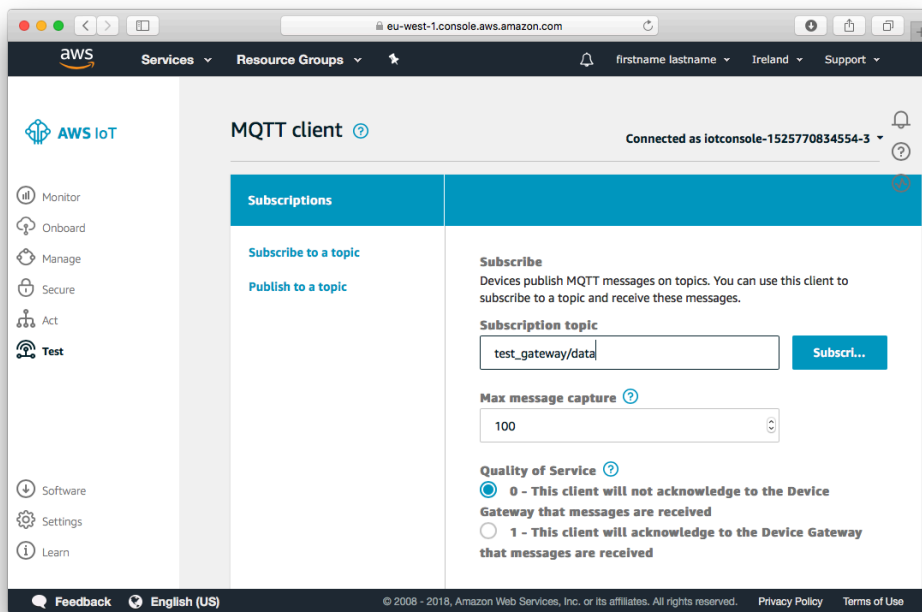 eu-west-1.console.aws.amazon.com
aws
Services
Resource Groups
firstname lastname
Ireland
Support
AWS IoT
Monitor
Onboard
Manage
Secure
Act
Test
Software
Settings
Learn
MQTT client ?
Connected as iotconsole-1525770834554-3
Subscriptions
Subscribe to a topic
Publish to a topic
Subscribe
Devices publish MQTT messages on topics. You can use this client to
subscribe to a topic and receive these messages.
Subscription topic
test_gateway/data
Subscri...
Max message capture ?
100
Quality of Service ?
0 - This client will not acknowledge to the Device
Gateway that messages are received
1 - This client will acknowledge to the Device Gateway
that messages are received
Feedback
English (US)
© 2008 - 2018, Amazon Web Services, Inc. or its affiliates. All rights reserved.
Privacy Policy
Terms of Use